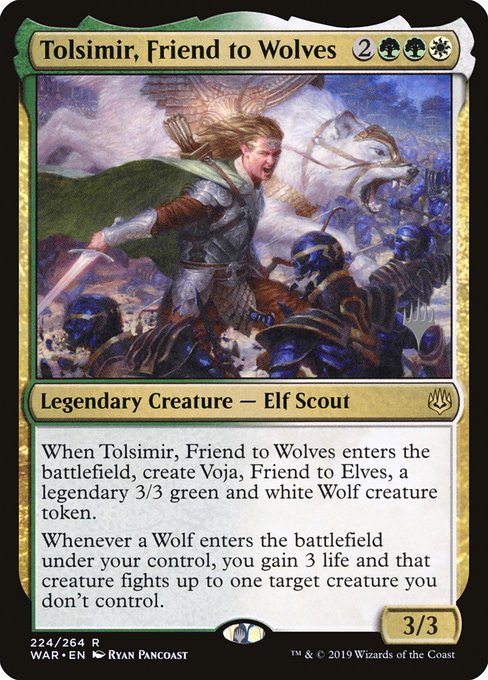 Tolsimir, Friend to Wolves 2
Legendary Creature — Elf Scout
When Tolsimir, Friend to Wolves enters the
battlefield, create Voja, Friend to Elves, a
legendary 3/3 green and white Wolf creature
token.
Whenever a Wolf enters the battlefield
under your control, you gain 3 life and that
creature fights up to one target creature you
don't control.
3/3
224/264 R
WAR • EN Ryan Pancoast
™ & © 2019 Wizards of the Coast